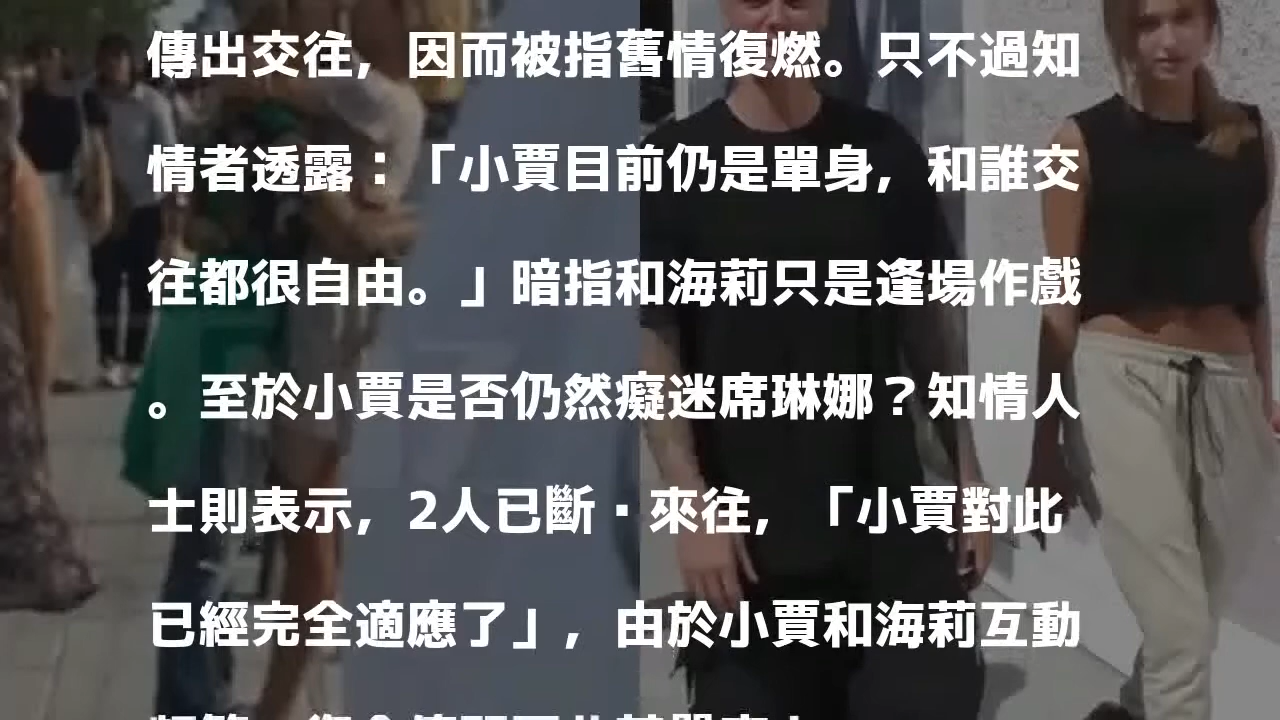 傳出交往，因而被指舊情復燃。只不過知
情者透露：「小賈目前仍是單身，和誰交
往都很自由。」暗指和海莉只是逢場作戲
。至於小賈是否仍然癡迷席琳娜？知情人
士則表示，2人已斷·來往，「小賈對此
已經完全適應了」，由於小賈和海莉互動